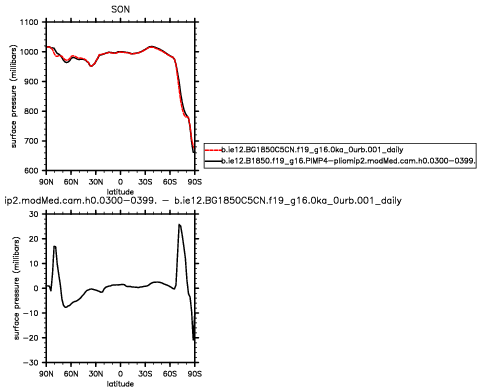 SON
1100
1000
900
800
700
600
surface pressure (millibars)
90N 60N 30N 0 30S 60S 90S
latitude
b.ie12.BG1850C5CN.f19_g16.0ka_0urb.001_daily
b.ie12.B1850.f19_g16.PlMIP4-pliomip2.modMed.cam.h0.0300-0399.
ip2.modMed.cam.h0.0300-0399. - b.ie12.BG1850C5CN.f19_g16.0ka_0urb.001_daily
30
20
10
0
-10
-20
-30
surface pressure (millibars)
90N 60N 30N 0 30S 60S 90S
latitude